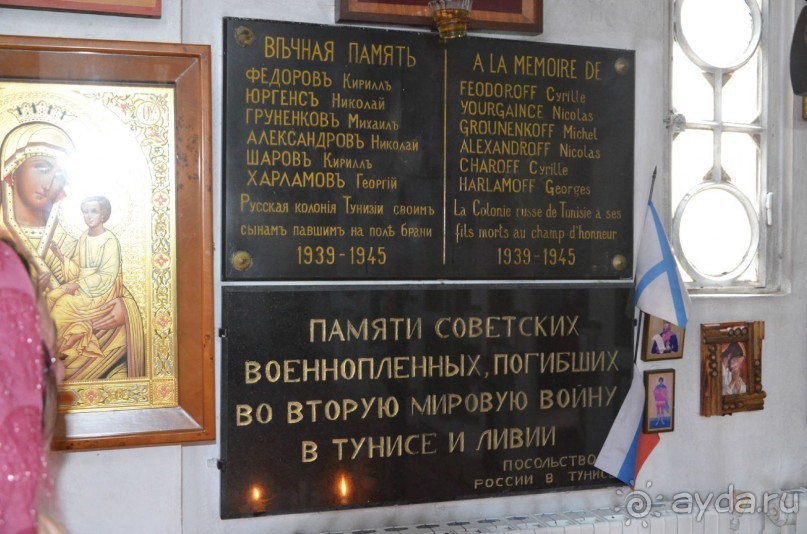 ВѢЧНАЯ ПАМЯТЬ
ФЕДОРОВЪ Кириллъ
ЮРГЕНСЪ Николай
ГРУНЕНКОВЪ Михаилъ
АЛЕКСАНДРОВЪ Николай
ШАРОВЪ Кириллъ
ХАРЛАМОВЪ Георгій
Русская колонія Тунизіи своимъ
сынамъ павшимъ на полѣ брани
1939-1945
A LA MEMOIRE DE
FEODOROFF Cyrille
YOURGAINCE Nicolas
GROUNENKOFF Michel
ALEXANDROFF Nicolas
CHAROFF Cyrille
HARLAMOFF Georges
La Colonie russe de Tunisie à ses
fils morts au champ d'honneur
1939-1945
ПАМЯТИ СОВЕТСКИХ
ВОЕННОПЛЕННЫХ, ПОГИБШИХ
ВО ВТОРУЮ МИРОВУЮ ВОЙНУ
В ТУНИСЕ И ЛИВИИ
ПОСОЛЬСТВО
РОССИИ В ТУНИСЕ
ayda.ru